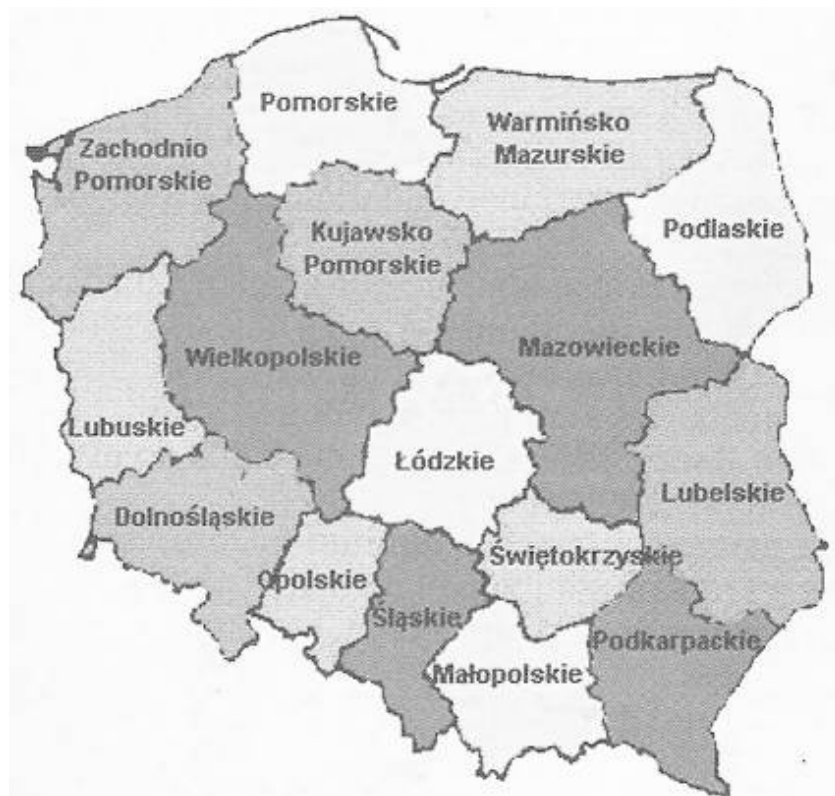 Pomorskie
Warmińsko
Mazurskie
Zachodnio
Pomorskie
Podlaskie
Kujawsko
Pomorskie
Mazowieckie
Wielkopolskie
Lubuskie
Łódzkie
Lubelskie
Dolnośląskie
Świętokrzyskie
Opolskie
Śląskie
Podkarpackie
Małopolskie